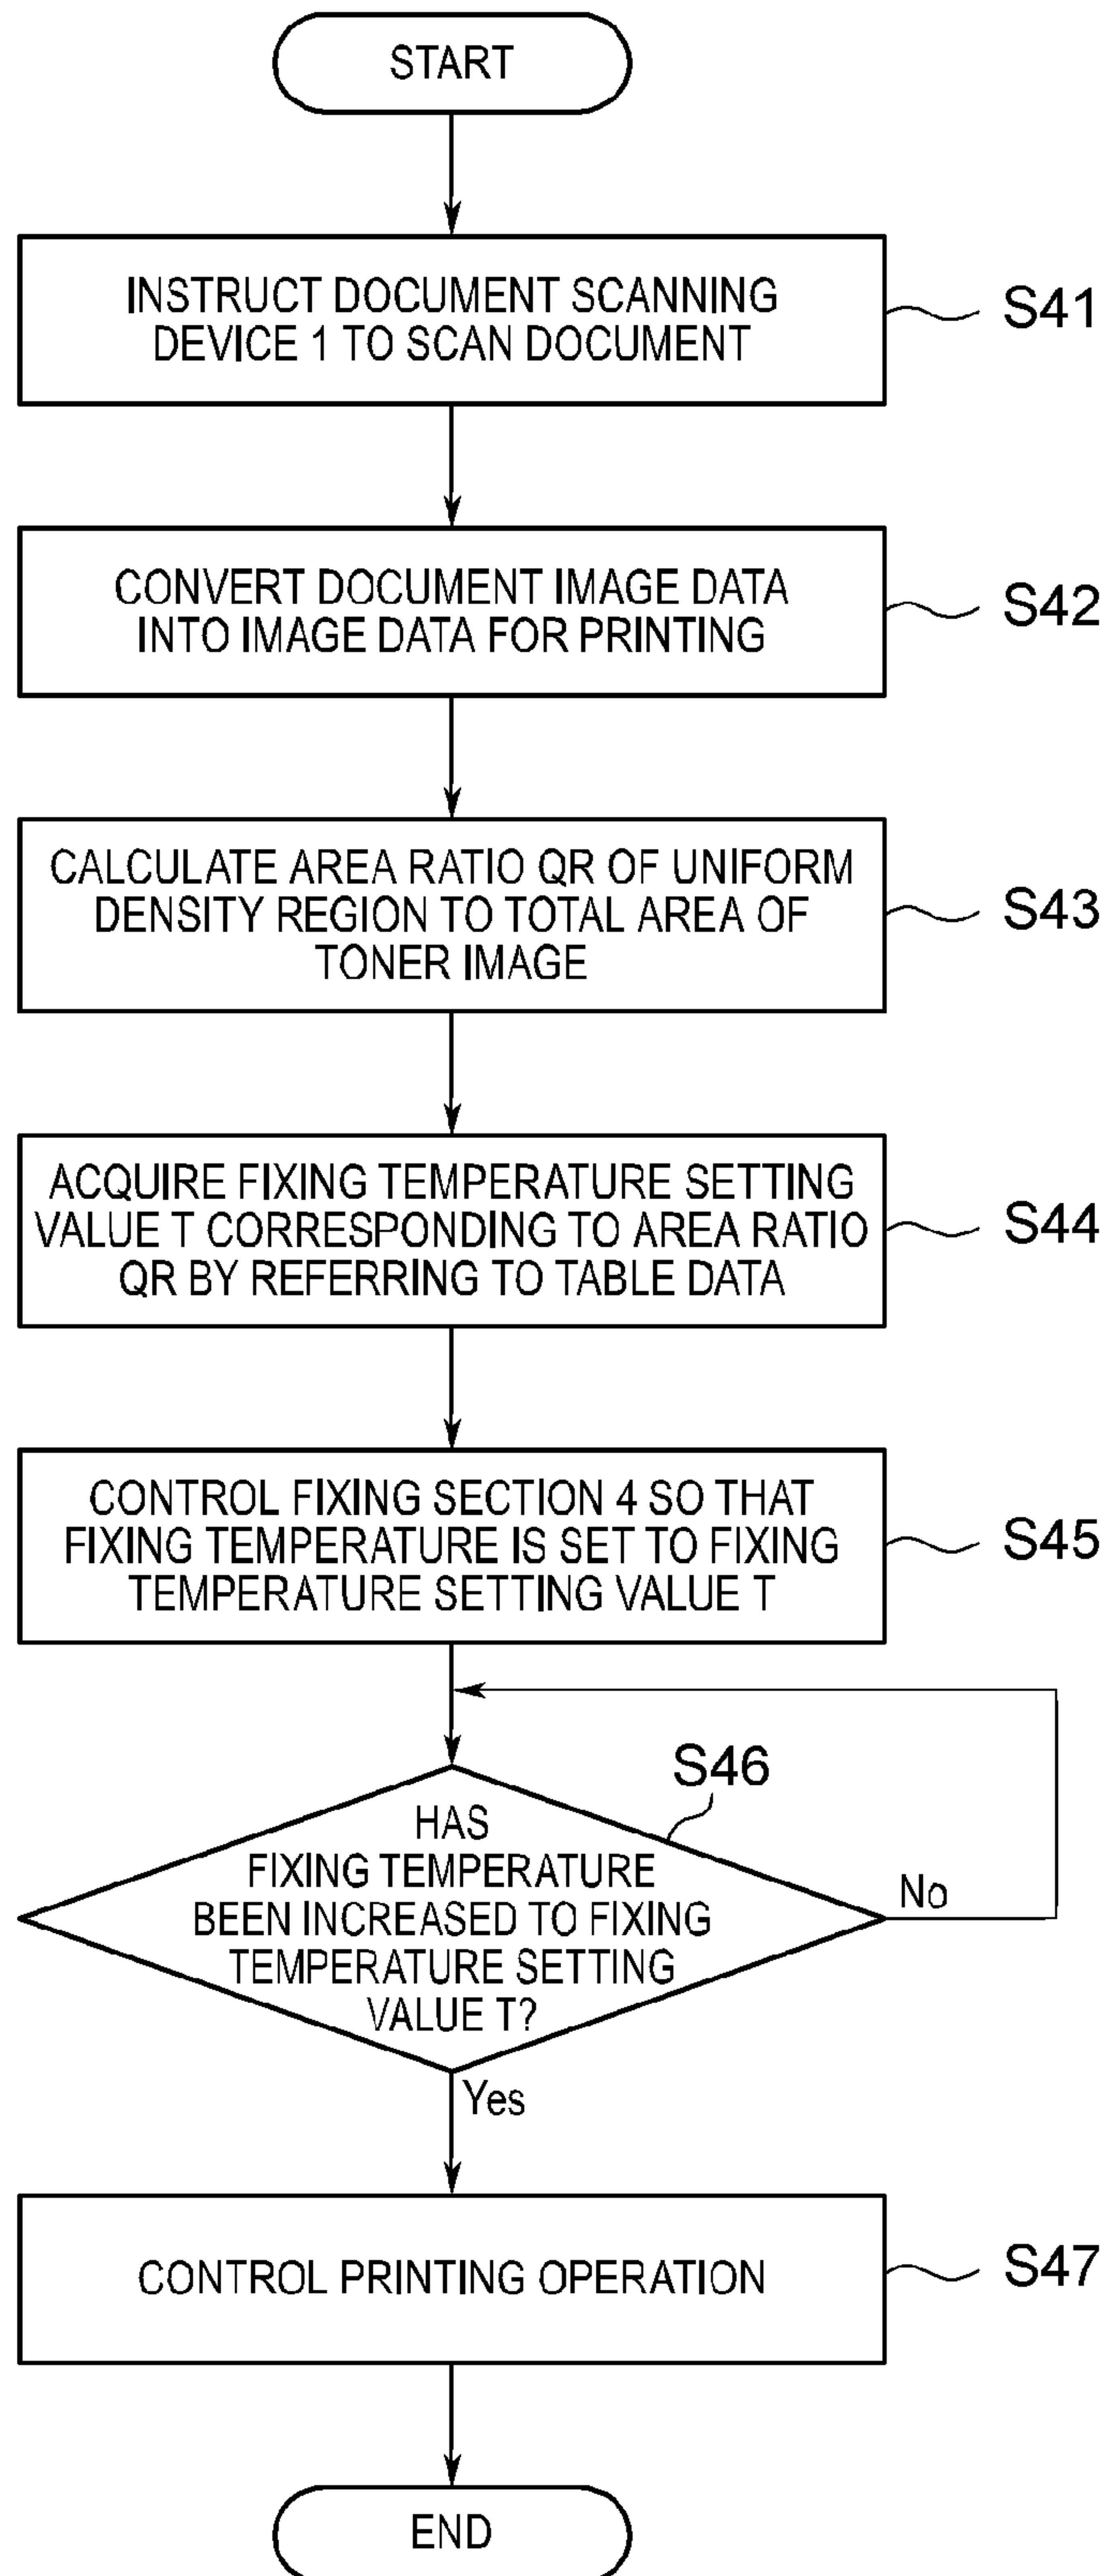 START
INSTRUCT DOCUMENT SCANNING
DEVICE 1 TO SCAN DOCUMENT
S41
CONVERT DOCUMENT IMAGE DATA
INTO IMAGE DATA FOR PRINTING
S42
CALCULATE AREA RATIO QR OF UNIFORM
DENSITY REGION TO TOTAL AREA OF
TONER IMAGE
S43
ACQUIRE FIXING TEMPERATURE SETTING
VALUE T CORRESPONDING TO AREA RATIO
QR BY REFERRING TO TABLE DATA
S44
CONTROL FIXING SECTION 4 SO THAT
FIXING TEMPERATURE IS SET TO FIXING
TEMPERATURE SETTING VALUE T
S45
S46
HAS
FIXING TEMPERATURE
BEEN INCREASED TO FIXING
TEMPERATURE SETTING
VALUE T?
No
Yes
CONTROL PRINTING OPERATION
S47
END